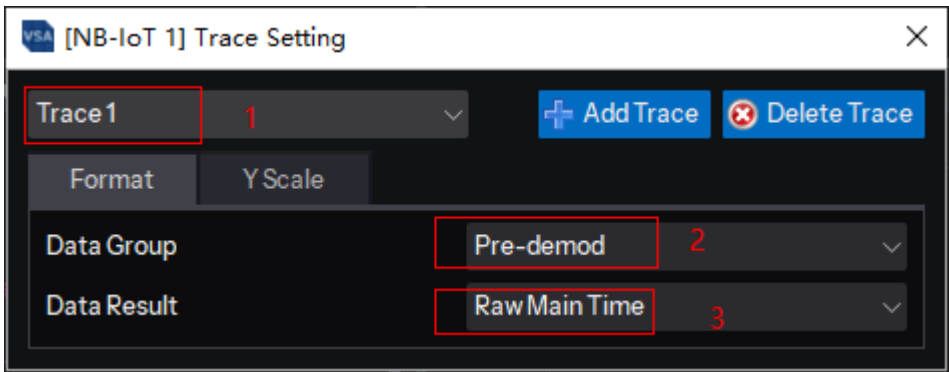 VSA [NB-IoT 1] Trace Setting
Trace 1 1 Add Trace Delete Trace
Format Y Scale
Data Group Pre-demod 2
Data Result Raw Main Time 3